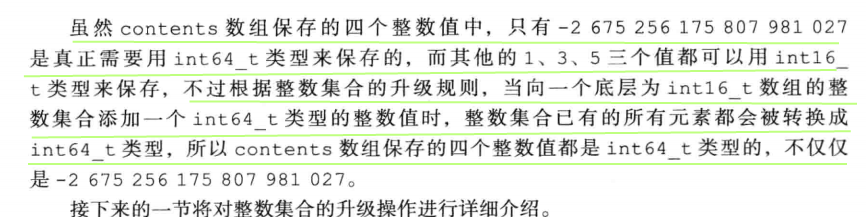 虽然 contents 数组保存的四个整数值中，只有 -2 675 256 175 807 981 027
是真正需要用 int64_t 类型来保存的，而其他的 1、3、5 三个值都可以用 int16_
t 类型来保存，不过根据整数集合的升级规则，当向一个底层为 int16_t 数组的整
数集合添加一个 int64_t 类型的整数值时，整数集合已有的所有元素都会被转换成
int64_t 类型，所以 contents 数组保存的四个整数值都是 int64_t 类型的，不仅仅
是 -2 675 256 175 807 981 027。
接下来的一节将对整数集合的升级操作进行详细介绍。